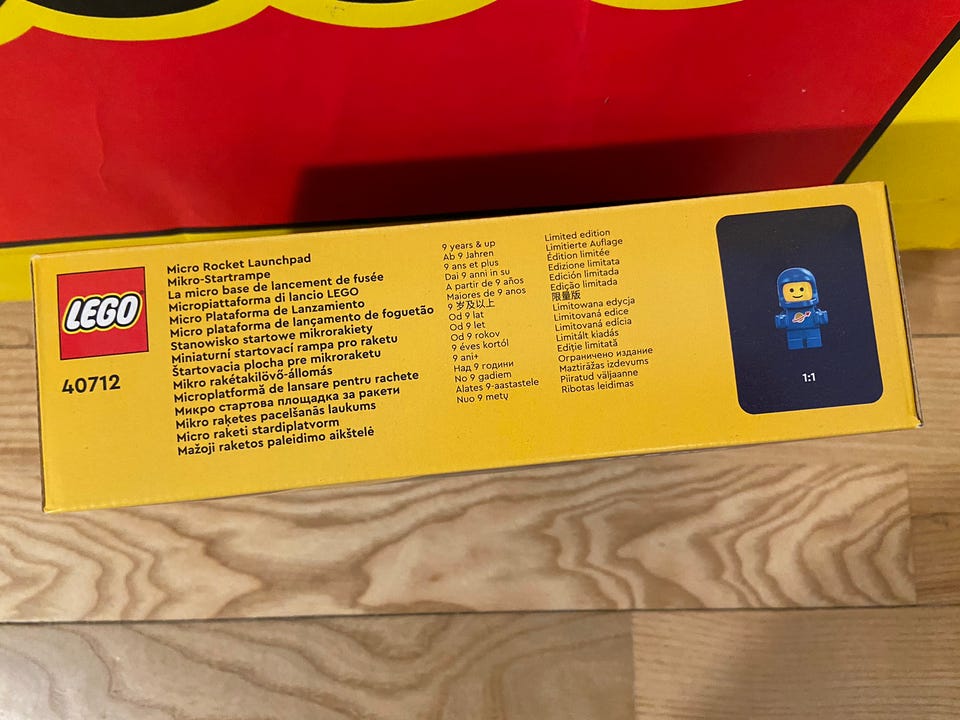 LEGO
40712
Micro Rocket Launchpad
Mikro-Startrampe
La micro base de lancement de fusée
Micropiattaforma di lancio LEGO
Micro Plataforma de Lanzamiento
Micro plataforma de lançamento de foguetão
Stanowisko startowe mikrorakiety
Miniaturní startovací rampa pro raketu
Štartovacia plocha pre mikroraketu
Mikro rakétakilövő-állomás
Microplatformă de lansare pentru rachete
Микро стартова площадка за ракети
Mikro raķetes pacelšanās laukums
Micro raketi stardiplatvorm
Mažoji raketos paleidimo aikštelė
9 years & up
Ab 9 Jahren
9 ans et plus
Dai 9 anni in su
A partir de 9 años
Maiores de 9 anos
9 岁及以上
Od 9 lat
Od 9 let
Od 9 rokov
9 éves kortól
9 ani+
Над 9 години
No 9 gadiem
Alates 9-aastastele
Nuo 9 metų
Limited edition
Limitierte Auflage
Édition limitée
Edizione limitata
Edición limitada
Edição limitada
限量版
Limitowana edycja
Limitovaná edice
Limitovaná edícia
Limitált kiadás
Ediție limitată
Ограничено издание
Maztirāžas izdevums
Piiratud väljaanne
Ribotas leidimas
1:1